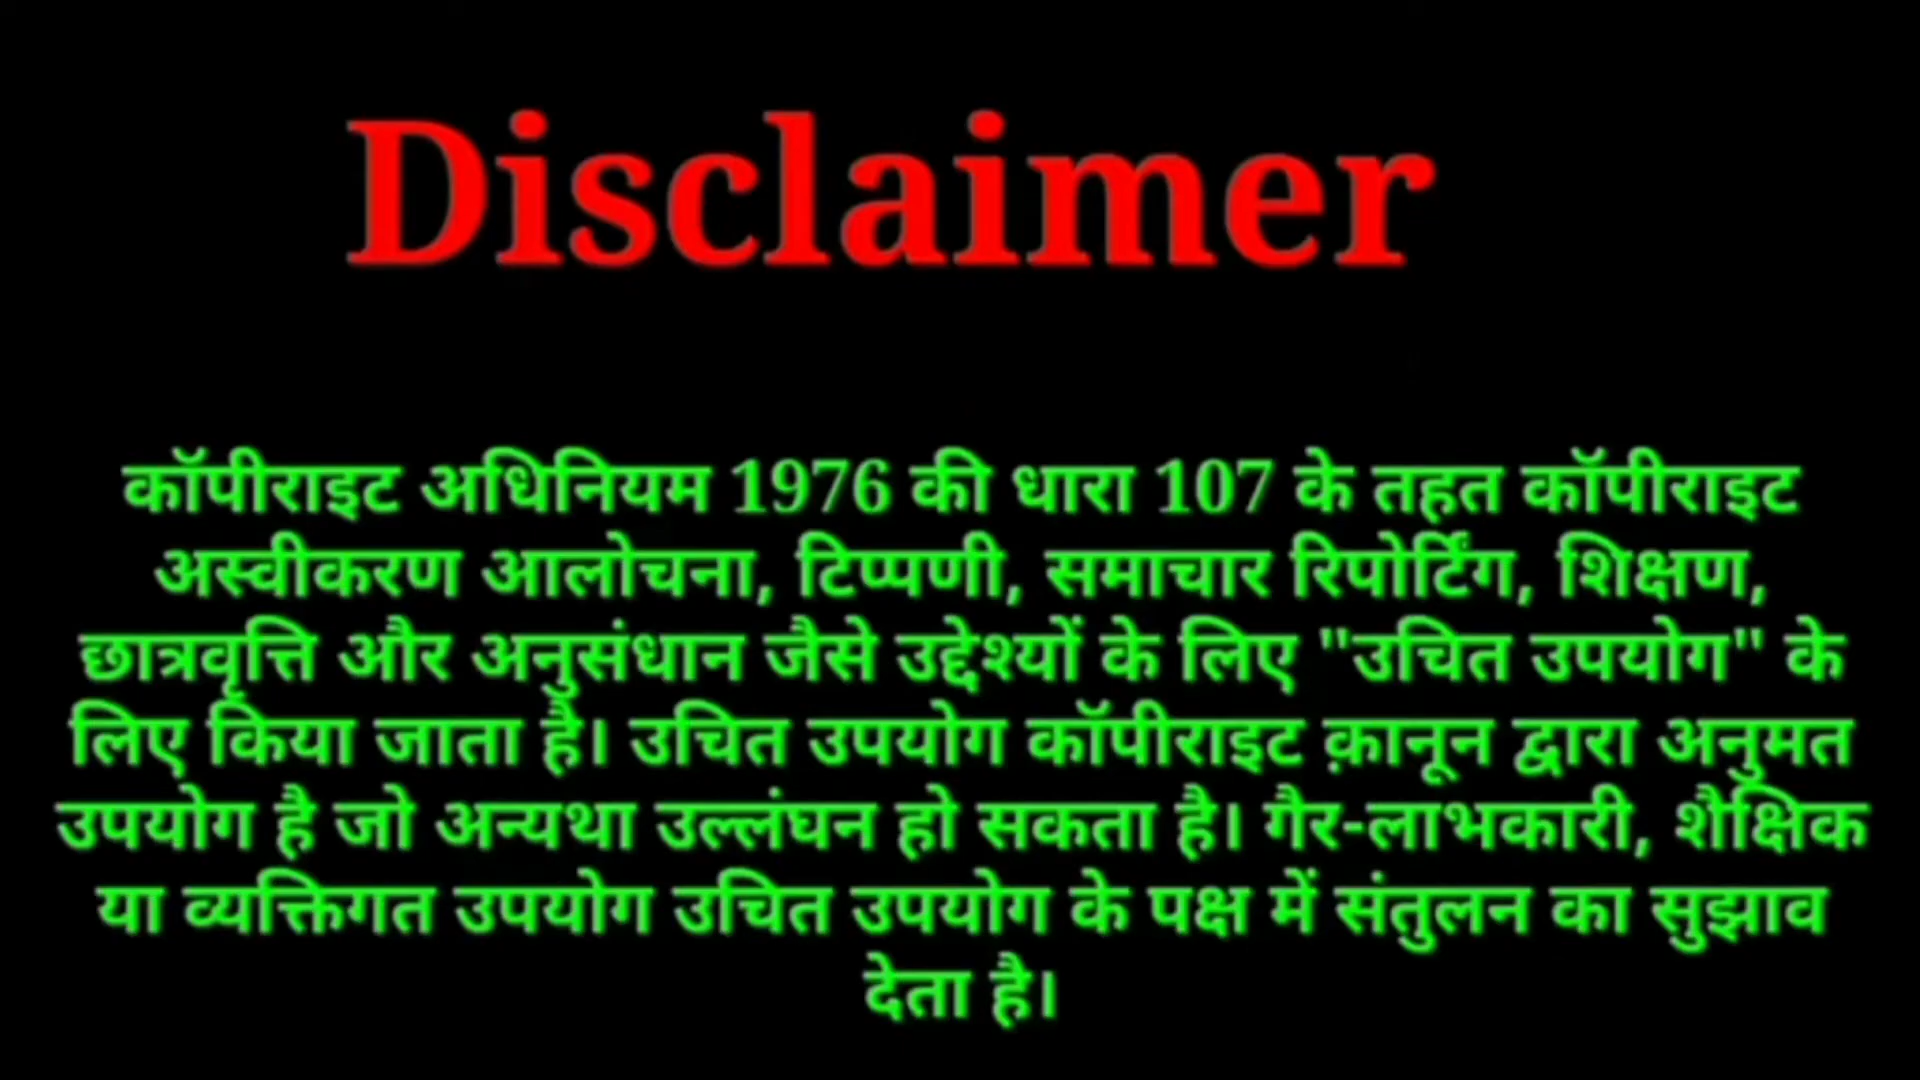 Disclaimer
कॉपीराइट अधिनियम 1976 की धारा 107 के तहत कॉपीराइट
अस्वीकरण आलोचना, टिप्पणी, समाचार रिपोर्टिंग, शिक्षण,
छात्रवृत्ति और अनुसंधान जैसे उद्देश्यों के लिए "उचित उपयोग" के
लिए किया जाता है। उचित उपयोग कॉपीराइट क़ानून द्वारा अनुमत
उपयोग है जो अन्यथा उल्लंघन हो सकता है। गैर-लाभकारी, शैक्षिक
या व्यक्तिगत उपयोग उचित उपयोग के पक्ष में संतुलन का सुझाव
देता है।